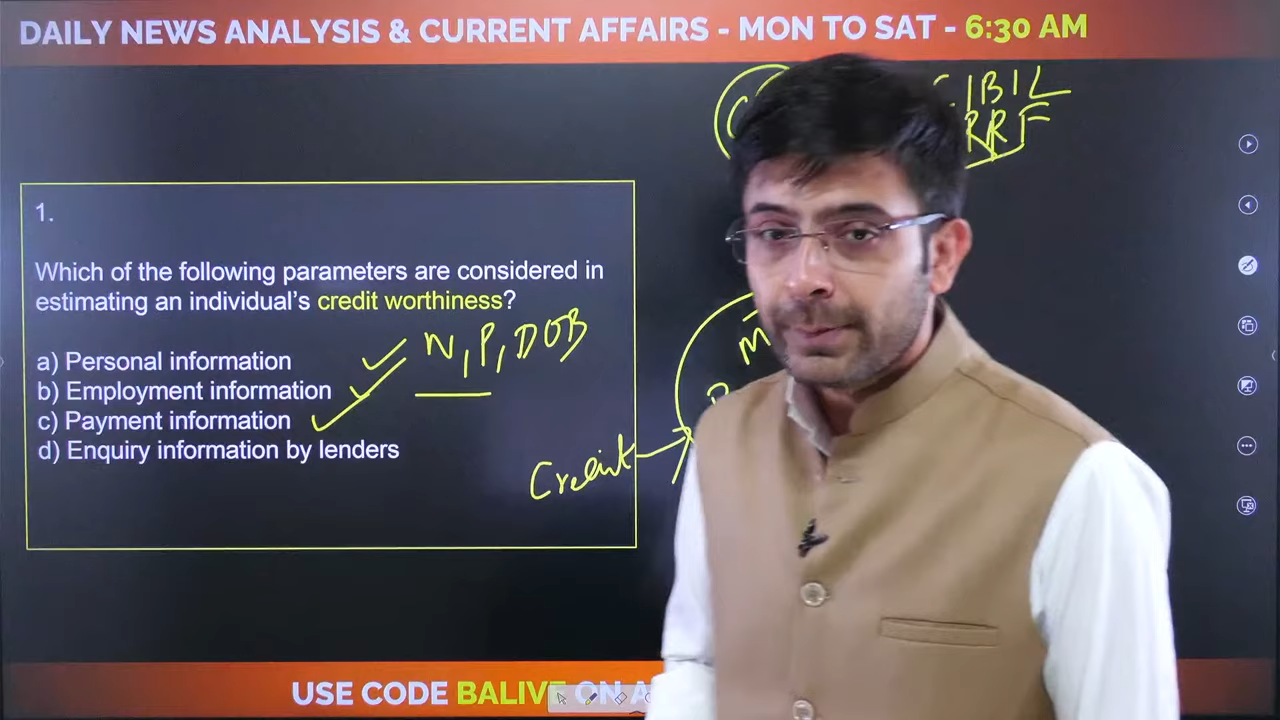 DAILY NEWS ANALYSIS & CURRENT AFFAIRS - MON TO SAT - 6:30 AM
CIBIL
RRF
1.
Which of the following parameters are considered in
estimating an individual's credit worthiness?
N, P, DOB
a) Personal information
b) Employment information
c) Payment information
d) Enquiry information by lenders
Credit
USE CODE BALIVE ON